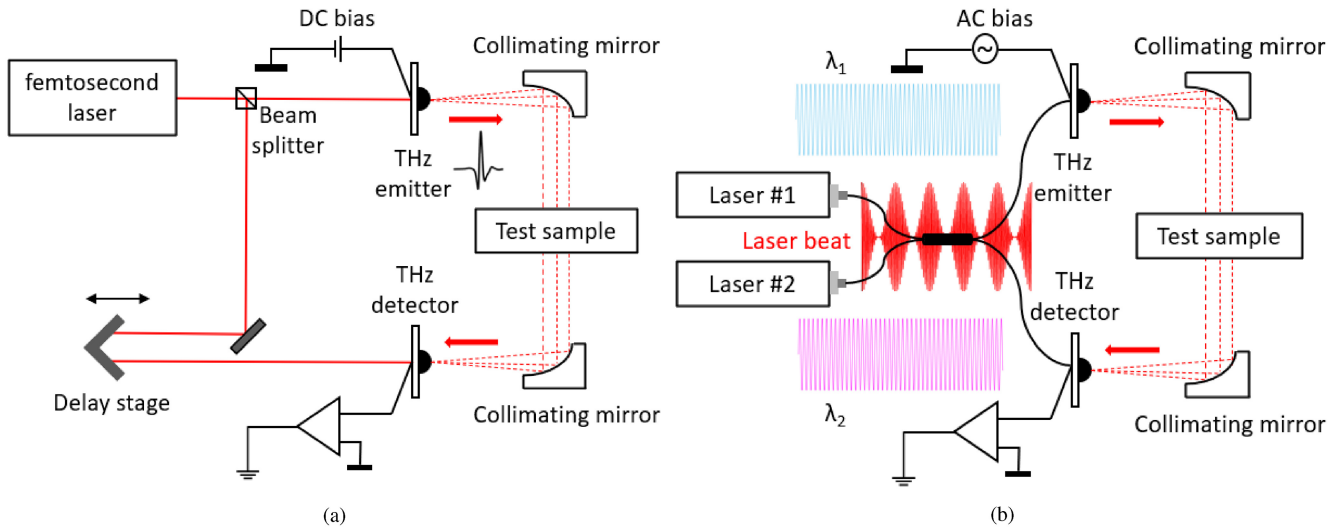 DC bias
Collimating mirror
femtosecond
laser
Beam
splitter
THz
emitter
Test sample
THz
detector
Delay stage
Collimating mirror
(a)
AC bias
Collimating mirror
λ1
THz
emitter
Laser #1
Laser beat
Test sample
Laser #2
THz
detector
λ2
Collimating mirror
(b)